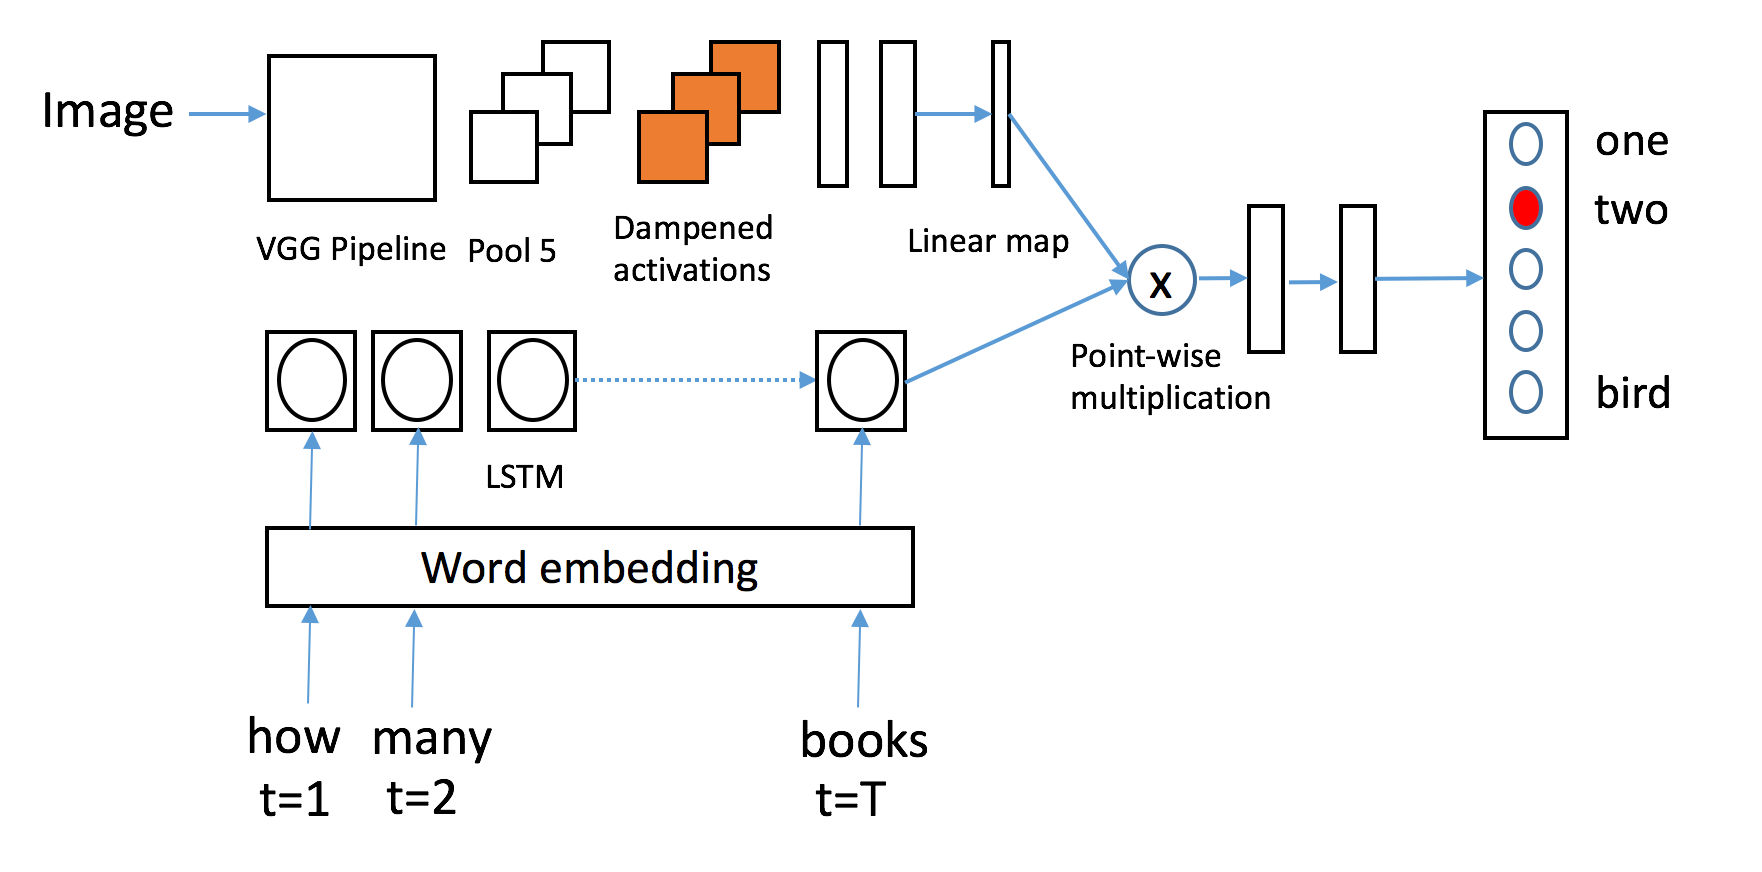 Image
VGG Pipeline
Pool 5
Dampened
activations
Linear map
x
Point-wise
multiplication
one
two
bird
LSTM
Word embedding
how many books
t=1 t=2 t=T